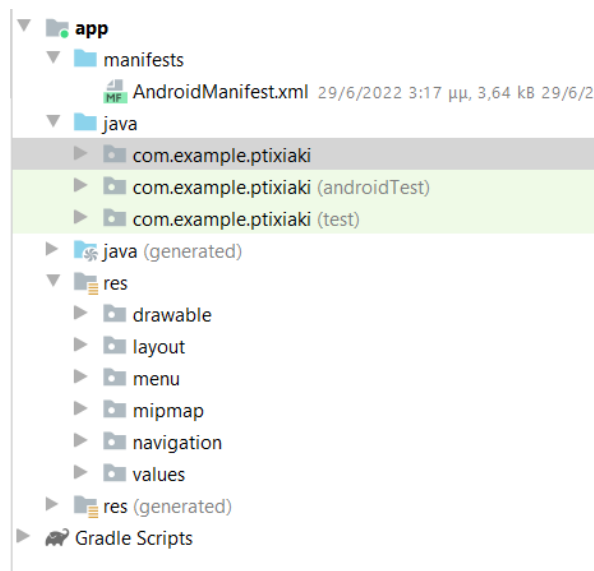 app
manifests
MF AndroidManifest.xml 29/6/2022 3:17 μμ, 3,64 kB 29/6/2
java
com.example.ptixiaki
com.example.ptixiaki (androidTest)
com.example.ptixiaki (test)
java (generated)
res
drawable
layout
menu
mipmap
navigation
values
res (generated)
Gradle Scripts